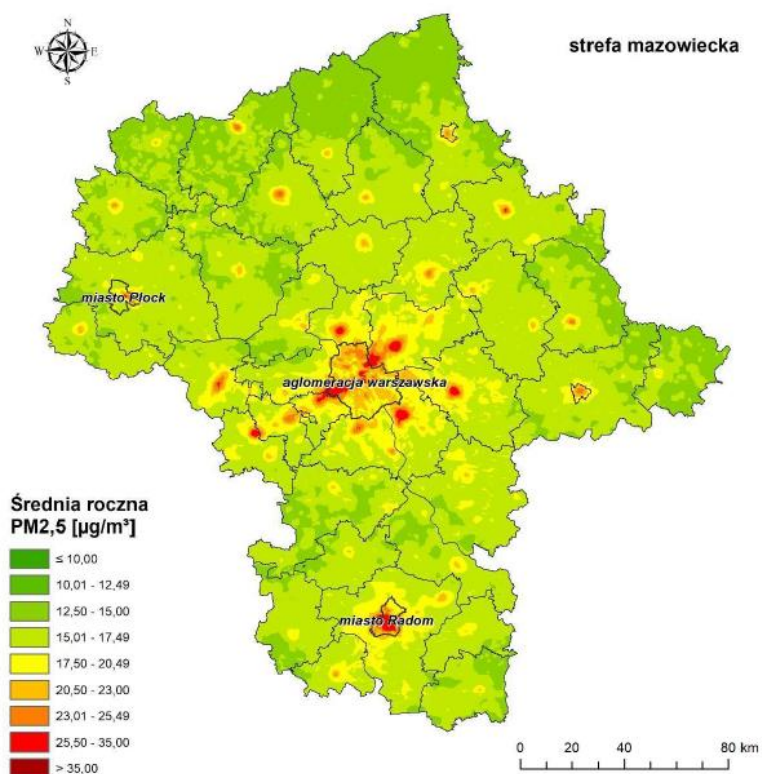 N
W E
S
strefa mazowiecka
miasto Płock
aglomeracja warszawska
miasto Radom
Średnia roczna
PM2,5 [µg/m³]
≤ 10,00
10,01 - 12,49
12,50 - 15,00
15,01 - 17,49
17,50 - 20,49
20,50 - 23,00
23,01 - 25,49
25,50 - 35,00
> 35,00
0 20 40 60 80 km